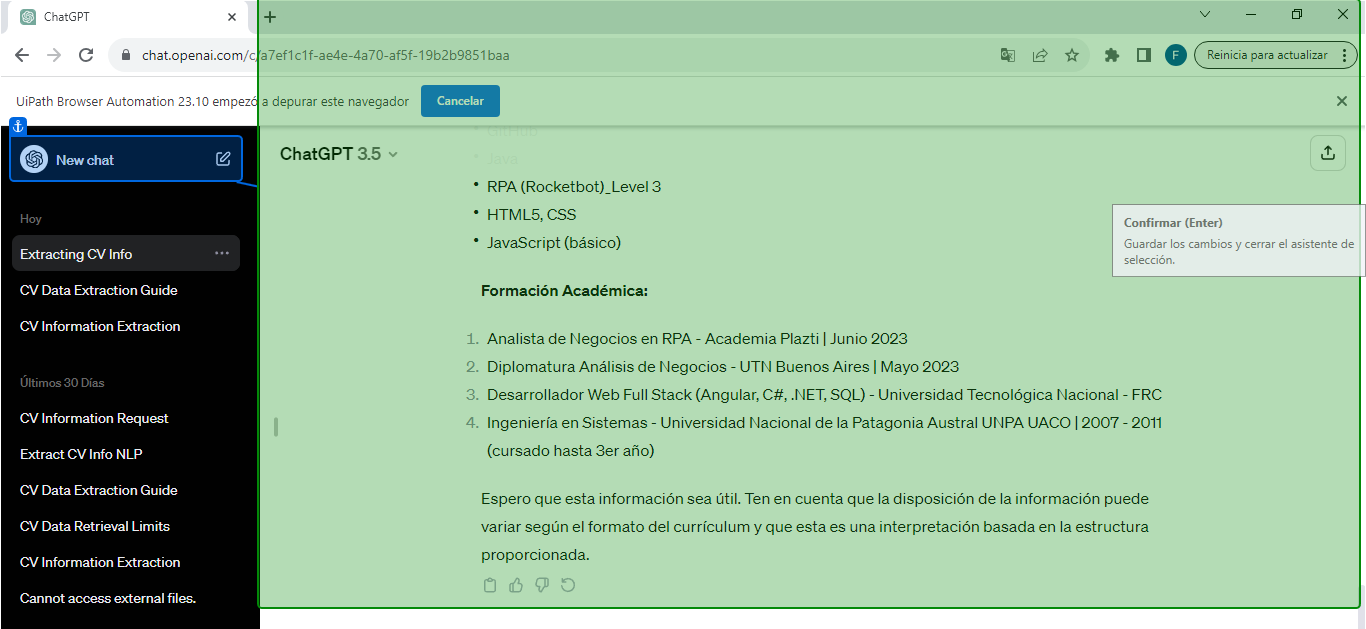 ChatGPT
chat.openai.com/c/a7ef1c1f-ae4e-4a70-af5f-19b2b9851baa
F
Reinicia para actualizar
UiPath Browser Automation 23.10 empezó a depurar este navegador
Cancelar
New chat
Hoy
Extracting CV Info
CV Data Extraction Guide
CV Information Extraction
Últimos 30 Días
CV Information Request
Extract CV Info NLP
CV Data Extraction Guide
CV Data Retrieval Limits
CV Information Extraction
Cannot access external files.
ChatGPT 3.5
• GitHub
• Java
• RPA (Rocketbot)_Level 3
• HTML5, CSS
• JavaScript (básico)
Formación Académica:
1. Analista de Negocios en RPA - Academia Plazti | Junio 2023
2. Diplomatura Análisis de Negocios - UTN Buenos Aires | Mayo 2023
3. Desarrollador Web Full Stack (Angular, C#, .NET, SQL) - Universidad Tecnológica Nacional - FRC
4. Ingeniería en Sistemas - Universidad Nacional de la Patagonia Austral UNPA UACO | 2007 - 2011
(cursado hasta 3er año)
Espero que esta información sea útil. Ten en cuenta que la disposición de la información puede
variar según el formato del currículum y que esta es una interpretación basada en la estructura
proporcionada.
Confirmar (Enter)
Guardar los cambios y cerrar el asistente de
selección.